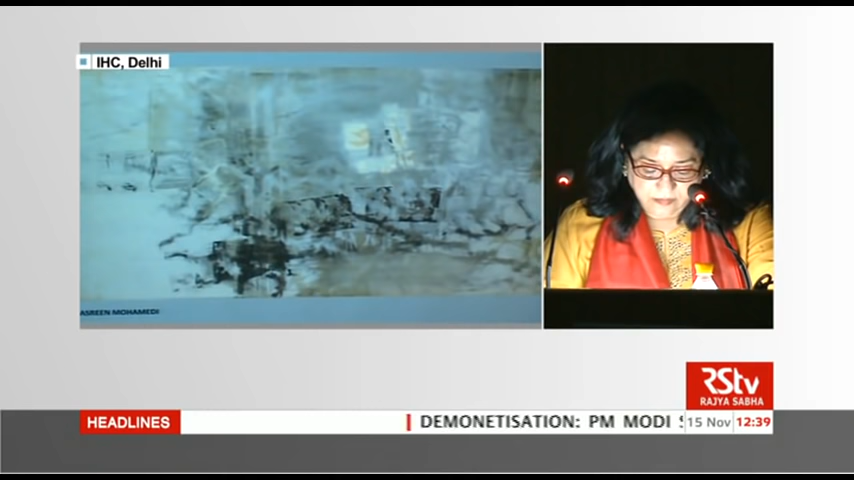 IHC, Delhi
ASREEN MOHAMEDI
RStv
RAJYA SABHA
HEADLINES
DEMONETISATION: PM MODI
15 Nov 12:39